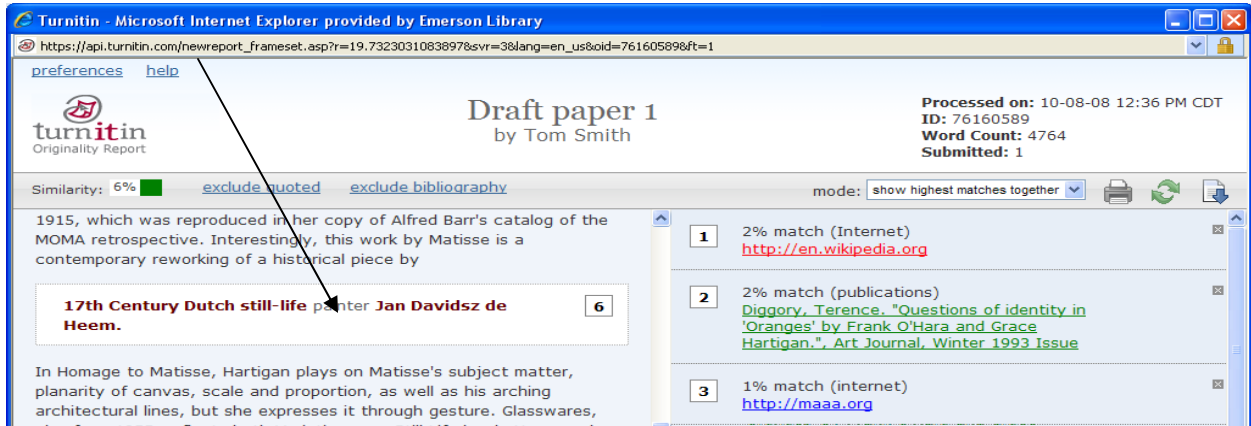 Turnitin - Microsoft Internet Explorer provided by Emerson Library
https://api.turnitin.com/newreport_frameset.asp?r=19.7323031083897&svr=3&lang=en_us&oid=76160589&ft=1
preferences help
turnitin
Originality Report
Draft paper 1
by Tom Smith
Processed on: 10-08-08 12:36 PM CDT
ID: 76160589
Word Count: 4764
Submitted: 1
Similarity: 6% exclude quoted exclude bibliography mode: show highest matches together
1915, which was reproduced in her copy of Alfred Barr's catalog of the
MOMA retrospective. Interestingly, this work by Matisse is a
contemporary reworking of a historical piece by
17th Century Dutch still-life painter Jan Davidsz de
Heem.
6
In Homage to Matisse, Hartigan plays on Matisse's subject matter,
planarity of canvas, scale and proportion, as well as his arching
architectural lines, but she expresses it through gesture. Glasswares,
1 2% match (Internet)
http://en.wikipedia.org
2 2% match (publications)
Diggory, Terence. "Questions of identity in
'Oranges' by Frank O'Hara and Grace
Hartigan.", Art Journal, Winter 1993 Issue
3 1% match (internet)
http://maaa.org